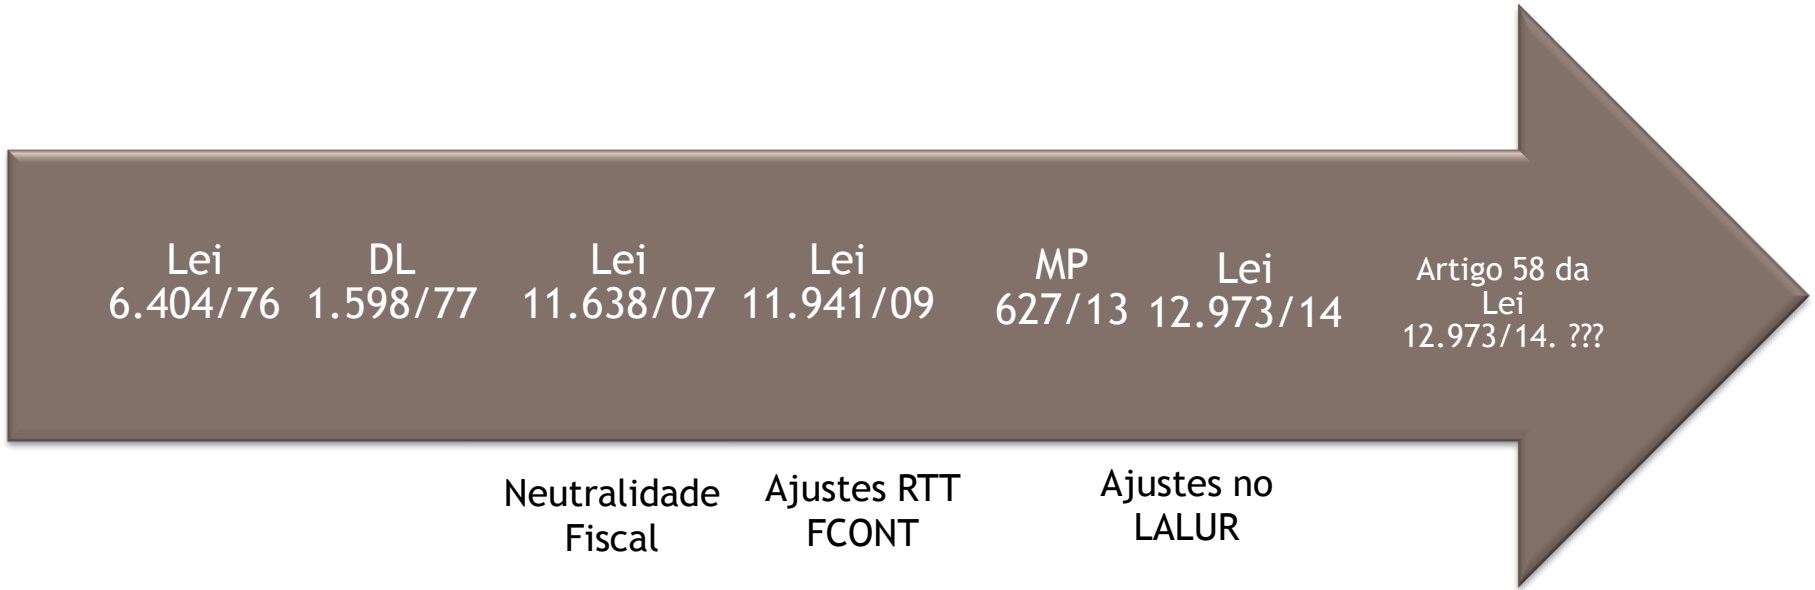 Lei
6.404/76
DL
1.598/77
Lei
11.638/07
Lei
11.941/09
MP
627/13
Lei
12.973/14
Artigo 58 da
Lei
12.973/14. ???
Neutralidade
Fiscal
Ajustes RTT
FCONT
Ajustes no
LALUR